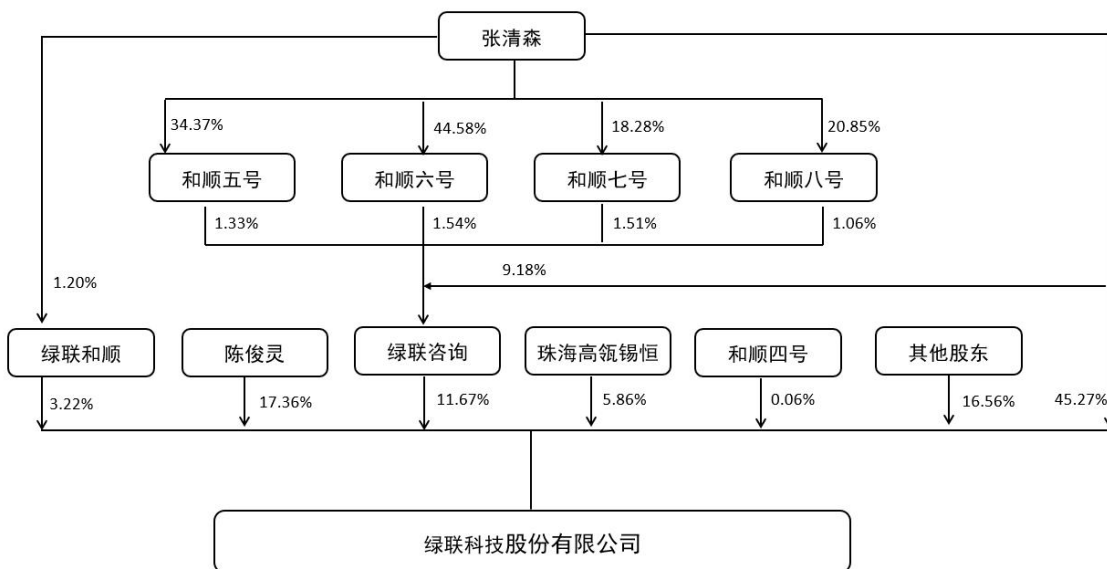 张清森
34.37%
44.58%
18.28%
20.85%
和顺五号
和顺六号
和顺七号
和顺八号
1.33%
1.54%
1.51%
1.06%
9.18%
1.20%
绿联和顺
陈俊灵
绿联咨询
珠海高瓴锡恒
和顺四号
其他股东
3.22%
17.36%
11.67%
5.86%
0.06%
16.56%
45.27%
绿联科技股份有限公司